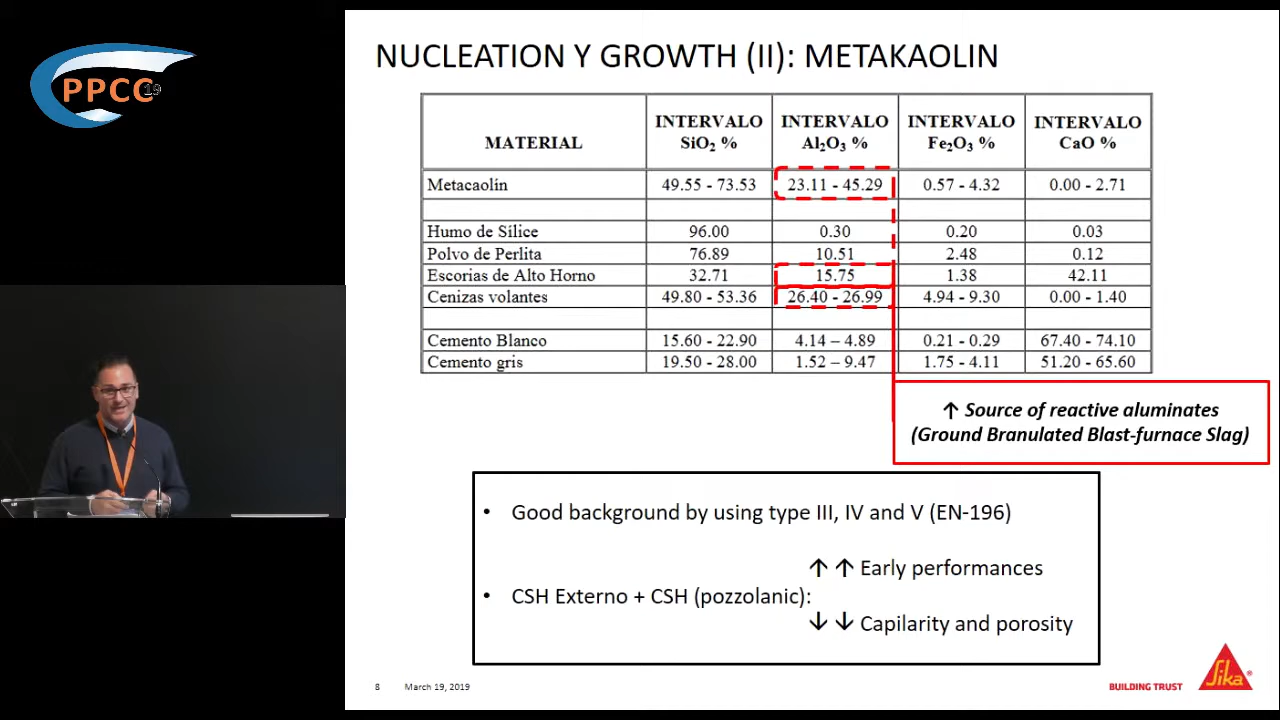 PPCC 19
NUCLEATION Y GROWTH (II): METAKAOLIN
MATERIAL INTERVALO SiO₂ % INTERVALO Al₂O₃ % INTERVALO Fe₂O₃ % INTERVALO CaO %
Metacaolín 49.55 - 73.53 23.11 - 45.29 0.57 - 4.32 0.00 - 2.71
Humo de Sílice 96.00 0.30 0.20 0.03
Polvo de Perlita 76.89 10.51 2.48 0.12
Escorias de Alto Horno 32.71 15.75 1.38 42.11
Cenizas volantes 49.80 - 53.36 26.40 - 26.99 4.94 - 9.30 0.00 - 1.40
Cemento Blanco 15.60 - 22.90 4.14 – 4.89 0.21 - 0.29 67.40 - 74.10
Cemento gris 19.50 - 28.00 1.52 – 9.47 1.75 - 4.11 51.20 - 65.60
↑ Source of reactive aluminates
(Ground Branulated Blast-furnace Slag)
• Good background by using type III, IV and V (EN-196)
↑ ↑ Early performances
• CSH Externo + CSH (pozzolanic):
↓ ↓ Capilarity and porosity
8 March 19, 2019
BUILDING TRUST
Sika®